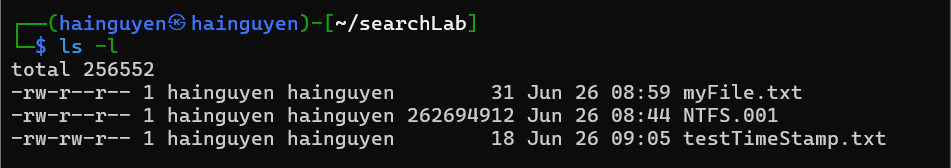 ┌──(hainguyen㉿hainguyen)-[~/searchLab]
└─$ ls -l
total 256552
-rw-r--r-- 1 hainguyen hainguyen        31 Jun 26 08:59 myFile.txt
-rw-r--r-- 1 hainguyen hainguyen 262694912 Jun 26 08:44 NTFS.001
-rw-rw-r-- 1 hainguyen hainguyen        18 Jun 26 09:05 testTimeStamp.txt